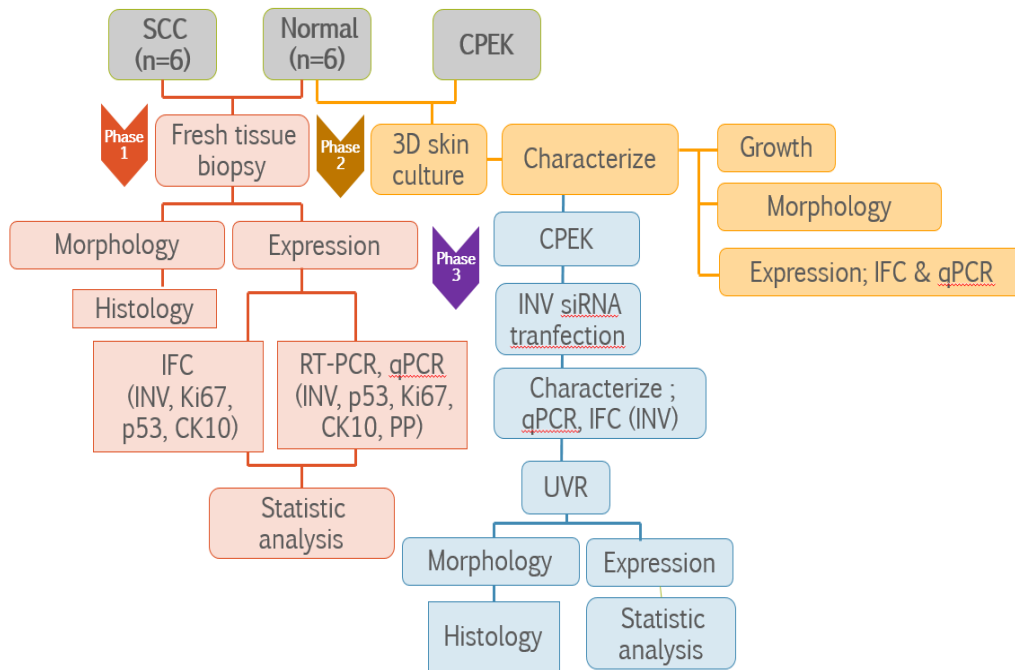 SCC
(n=6)
Normal
(n=6)
CPEK
Phase
1
Fresh tissue
biopsy
Phase
2
3D skin
culture
Characterize
Growth
Morphology
Expression; IFC & qPCR
Morphology
Expression
Histology
IFC
(INV, Ki67,
p53, CK10)
RT-PCR, qPCR
(INV, p53, Ki67,
CK10, PP)
Statistic
analysis
Phase
3
CPEK
INV siRNA
tranfection
Characterize ;
qPCR, IFC (INV)
UVR
Morphology
Expression
Histology
Statistic
analysis